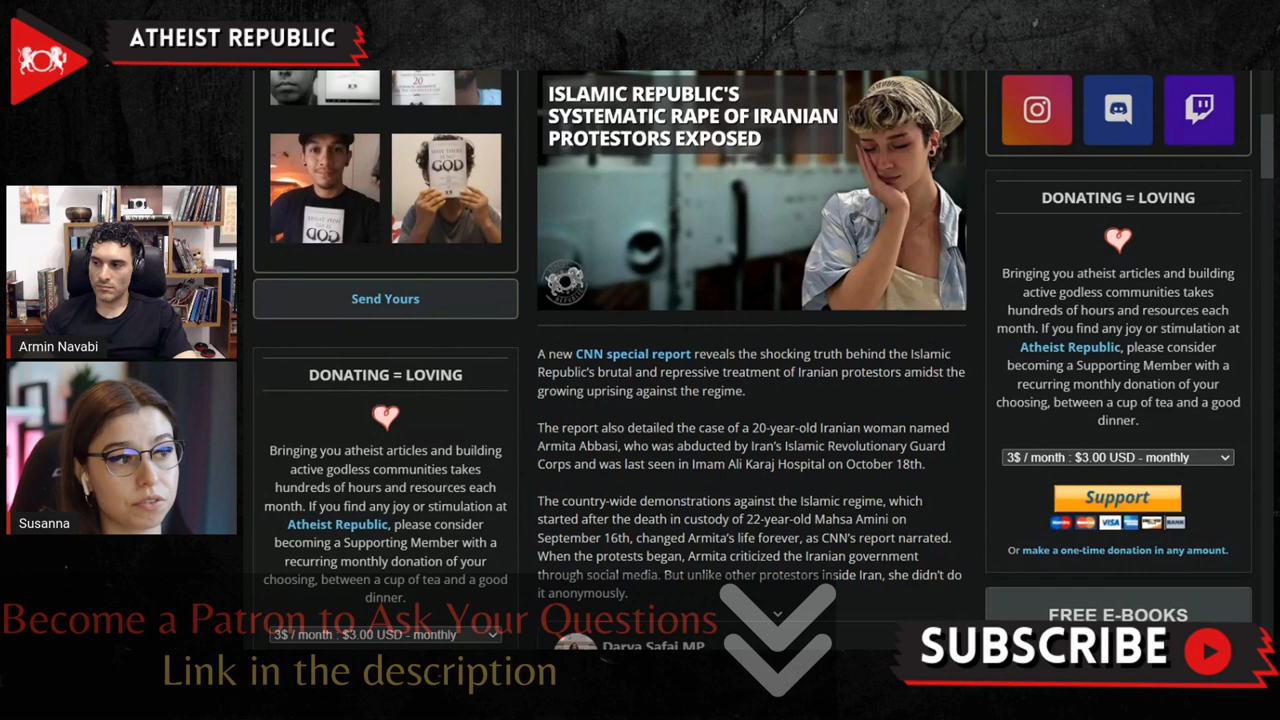 ATHEIST REPUBLIC
Armin Navabi
Susanna
20
GOD
GOD
Send Yours
DONATING = LOVING
Bringing you atheist articles and building
active godless communities takes
hundreds of hours and resources each
month. If you find any joy or stimulation at
Atheist Republic, please consider
becoming a Supporting Member with a
recurring monthly donation of your
choosing, between a cup of tea and a good
dinner.
3$ / month : $3.00 USD - monthly
ISLAMIC REPUBLIC'S
SYSTEMATIC RAPE OF IRANIAN
PROTESTORS EXPOSED
A new CNN special report reveals the shocking truth behind the Islamic
Republic's brutal and repressive treatment of Iranian protestors amidst the
growing uprising against the regime.
The report also detailed the case of a 20-year-old Iranian woman named
Armita Abbasi, who was abducted by Iran's Islamic Revolutionary Guard
Corps and was last seen in Imam Ali Karaj Hospital on October 18th.
The country-wide demonstrations against the Islamic regime, which
started after the death in custody of 22-year-old Mahsa Amini on
September 16th, changed Armita's life forever, as CNN's report narrated.
When the protests began, Armita criticized the Iranian government
through social media. But unlike other protestors inside Iran, she didn't do
it anonymously.
Darya Safai MP
DONATING = LOVING
Bringing you atheist articles and building
active godless communities takes
hundreds of hours and resources each
month. If you find any joy or stimulation at
Atheist Republic, please consider
becoming a Supporting Member with a
recurring monthly donation of your
choosing, between a cup of tea and a good
dinner.
3$ / month : $3.00 USD - monthly
Support
VISA
BANK
Or make a one-time donation in any amount.
FREE E-BOOKS
Become a Patron to Ask Your Questions
Link in the description
SUBSCRIBE